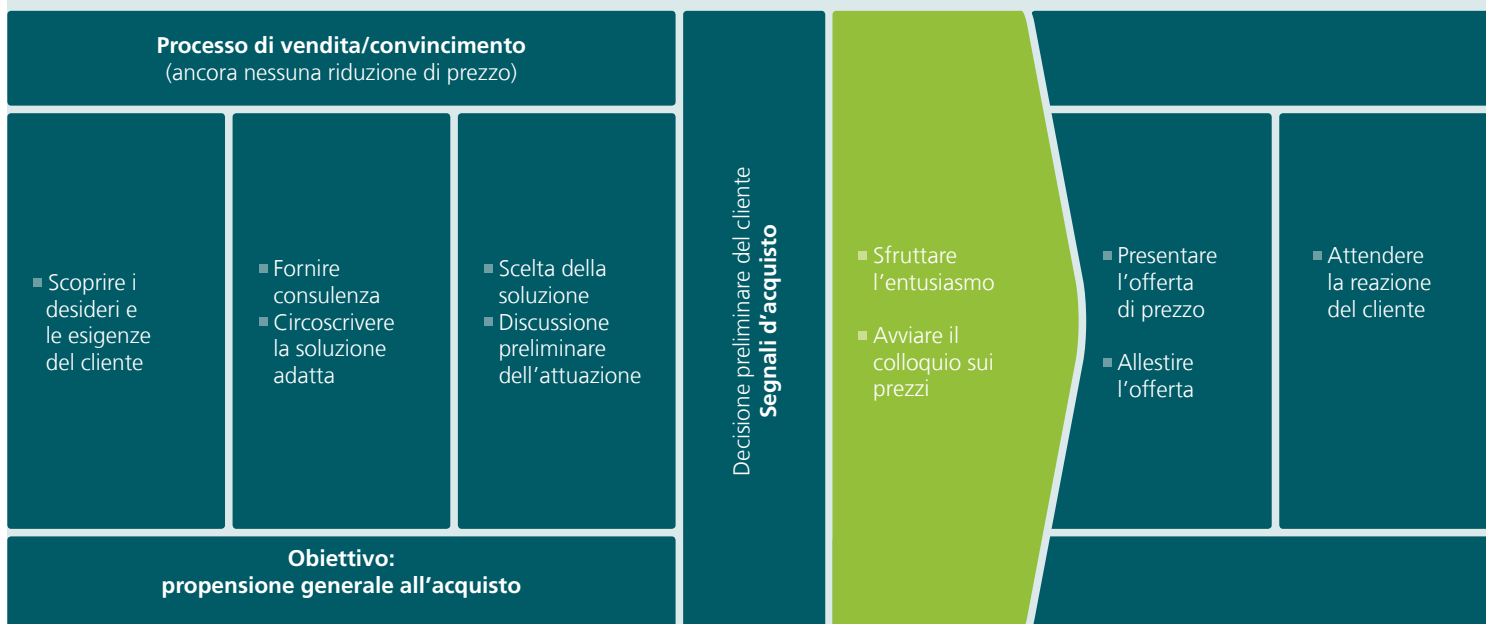 Processo di vendita/convincimento
(ancora nessuna riduzione di prezzo)
Scoprire i
desideri e
le esigenze
del cliente
Fornire
consulenza
Circoscrivere
la soluzione
adatta
Scelta della
soluzione
Discussione
preliminare
dell’attuazione
Obiettivo:
propensione generale all’acquisto
Decisione preliminare del cliente
Segnali d’acquisto
Sfruttare
l’entusiasmo
Avviare il
colloquio sui
prezzi
Presentare
l’offerta
di prezzo
Allestire
l’offerta
Attendere
la reazione
del cliente